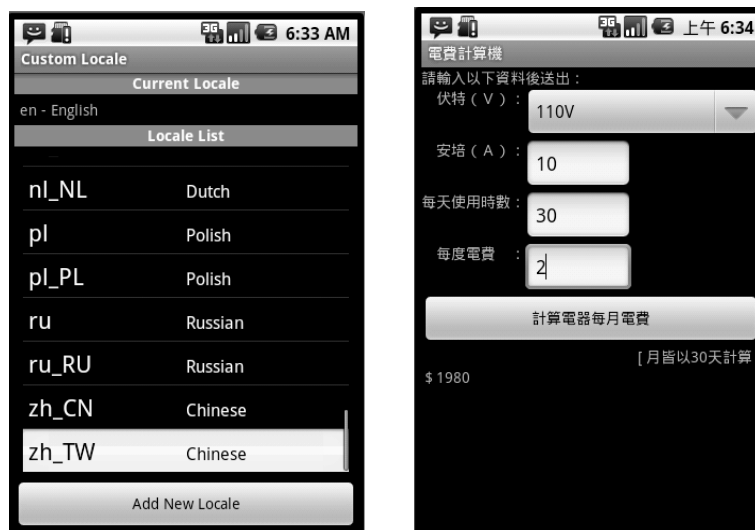 3G 6:33 AM
Custom Locale
Current Locale
en - English
Locale List
nl_NL Dutch
pl Polish
pl_PL Polish
ru Russian
ru_RU Russian
zh_CN Chinese
zh_TW Chinese
Add New Locale
3G 上午 6:34
電費計算機
請輸入以下資料後送出：
伏特（V）： 110V
安培（A）： 10
每天使用時數： 30
每度電費 ： 2
計算電器每月電費
[ 月皆以30天計算
$ 1980